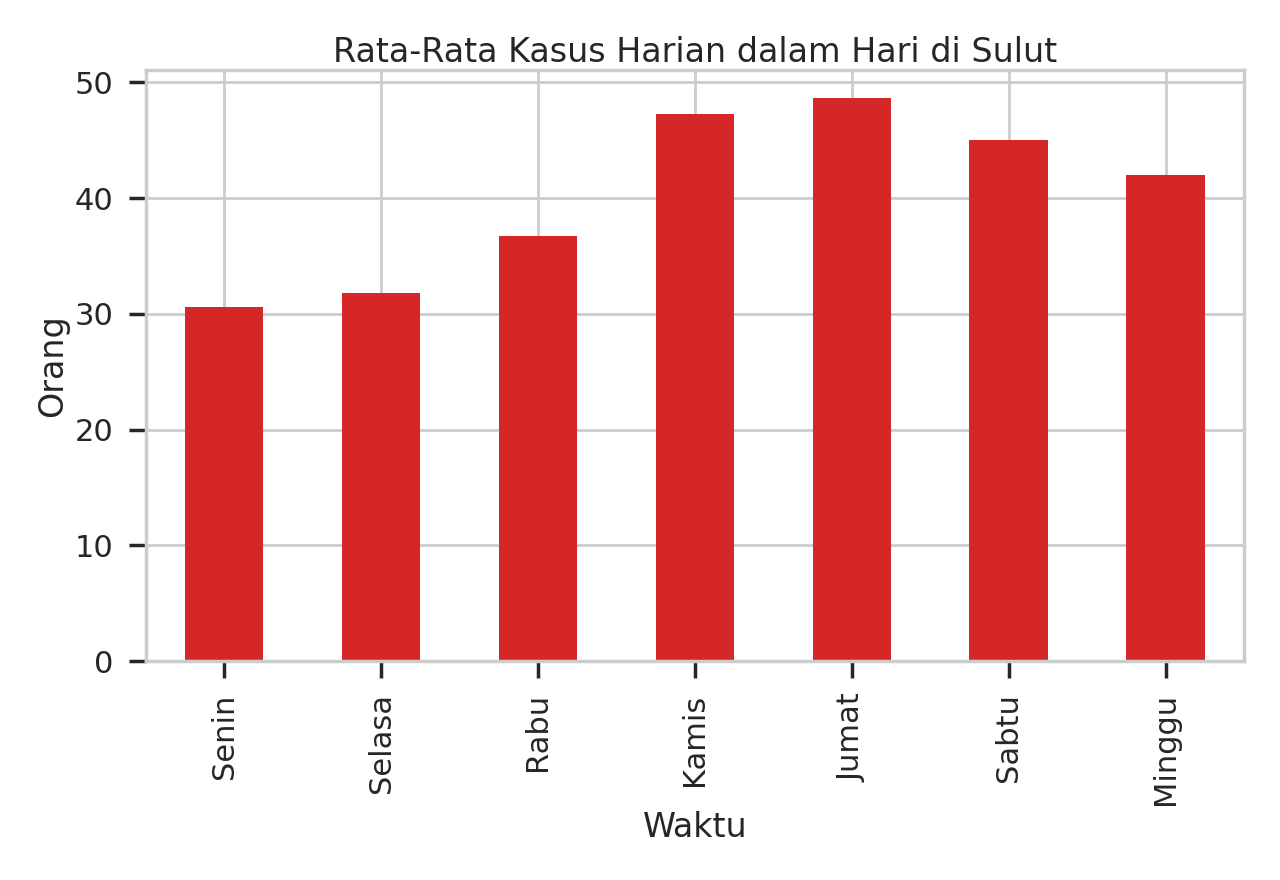 Rata-Rata Kasus Harian dalam Hari di Sulut
50
40
30
20
10
0
Orang
Senin
Selasa
Rabu
Kamis
Jumat
Sabtu
Minggu
Waktu